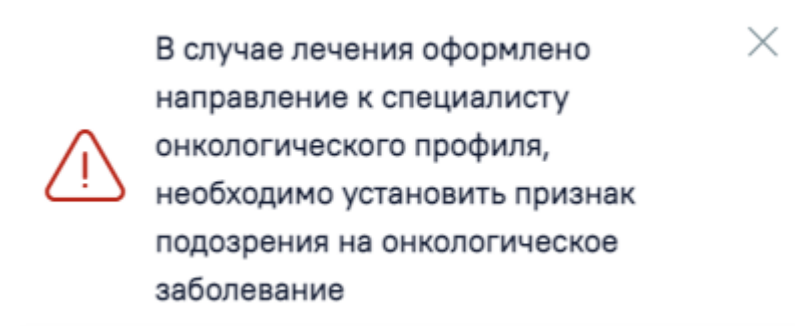 В случае лечения оформлено
направление к специалисту
онкологического профиля,
необходимо установить признак
подозрения на онкологическое
заболевание